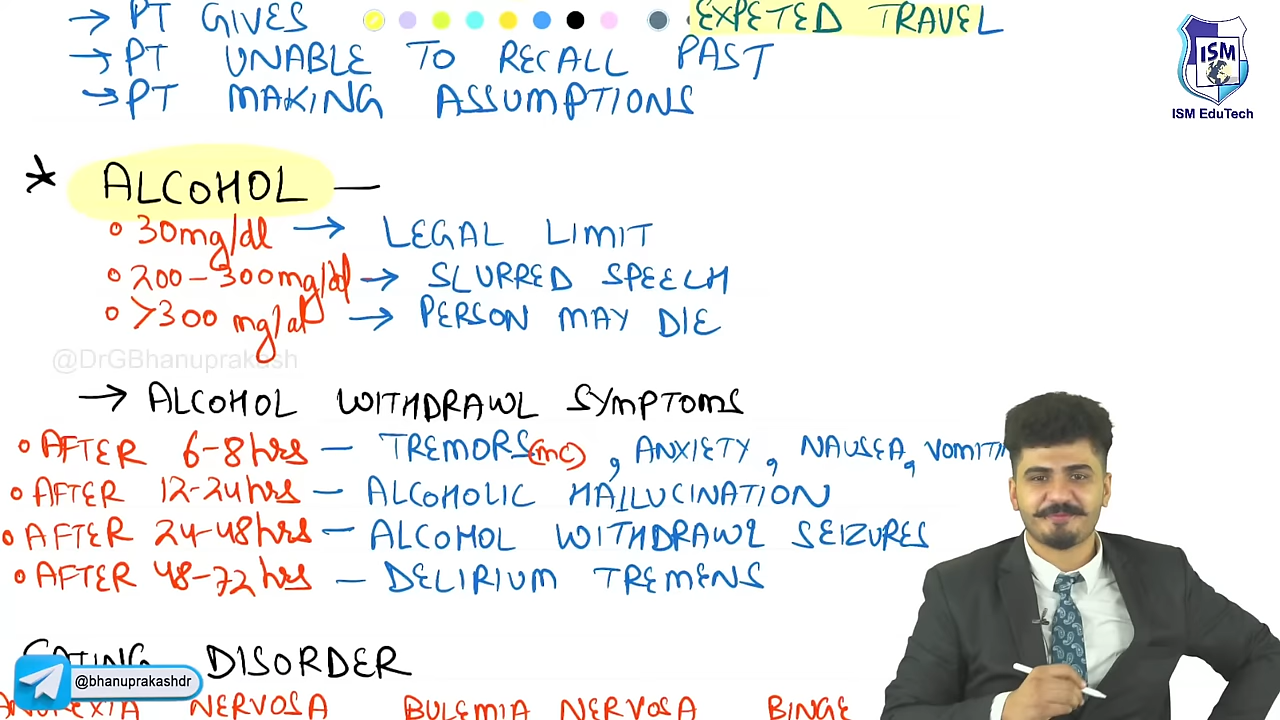 → PT GIVES EXPETED TRAVEL
→ PT UNABLE TO RECALL PAST
→ PT MAKING ASSUMPTIONS
ISM
ISM EduTech
* ALCOHOL —
• 30mg/dl → LEGAL LIMIT
• 200-300mg/dl → SLURRED SPEECH
• >300 mg/dl → PERSON MAY DIE
@DrGBhanuprakash
→ ALCOHOL WITHDRAWL SYMPTOMS
• AFTER 6-8hrs — TREMORS(mc), ANXIETY, NAUSEA, VOMITIN
• AFTER 12-24hrs — ALCOHOLIC HALLUCINATION
• AFTER 24-48hrs — ALCOHOL WITHDRAWL SEIZURES
• AFTER 48-72hrs — DELIRIUM TREMENS
EATING DISORDER
@bhanuprakashdr
ANOREXIA NERVOSA BULEMIA NERVOSA BINGE